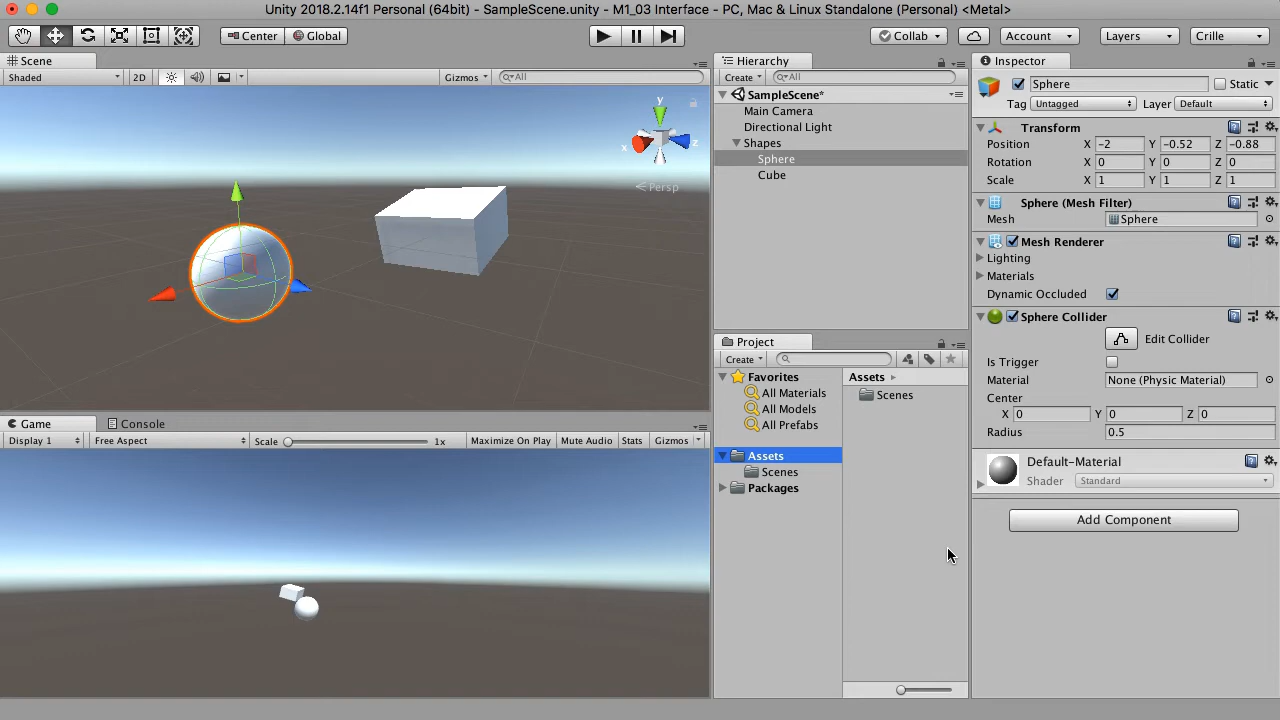 Unity 2018.2.14f1 Personal (64bit) - SampleScene.unity - M1_03 Interface - PC, Mac & Linux Standalone (Personal) <Metal>
Center Global Collab Account Layers Crille
Scene
Shaded 2D Gizmos All
y
x z
Persp
Game Console
Display 1 Free Aspect Scale 1x Maximize On Play Mute Audio Stats Gizmos
Hierarchy
Create All
SampleScene*
Main Camera
Directional Light
Shapes
Sphere
Cube
Project
Create
Favorites
All Materials
All Models
All Prefabs
Assets
Scenes
Packages
Assets
Scenes
Inspector
Sphere Static
Tag Untagged Layer Default
Transform
Position X -2 Y -0.52 Z -0.88
Rotation X 0 Y 0 Z 0
Scale X 1 Y 1 Z 1
Sphere (Mesh Filter)
Mesh Sphere
Mesh Renderer
Lighting
Materials
Dynamic Occluded
Sphere Collider
Edit Collider
Is Trigger
Material None (Physic Material)
Center
X 0 Y 0 Z 0
Radius 0.5
Default-Material
Shader Standard
Add Component